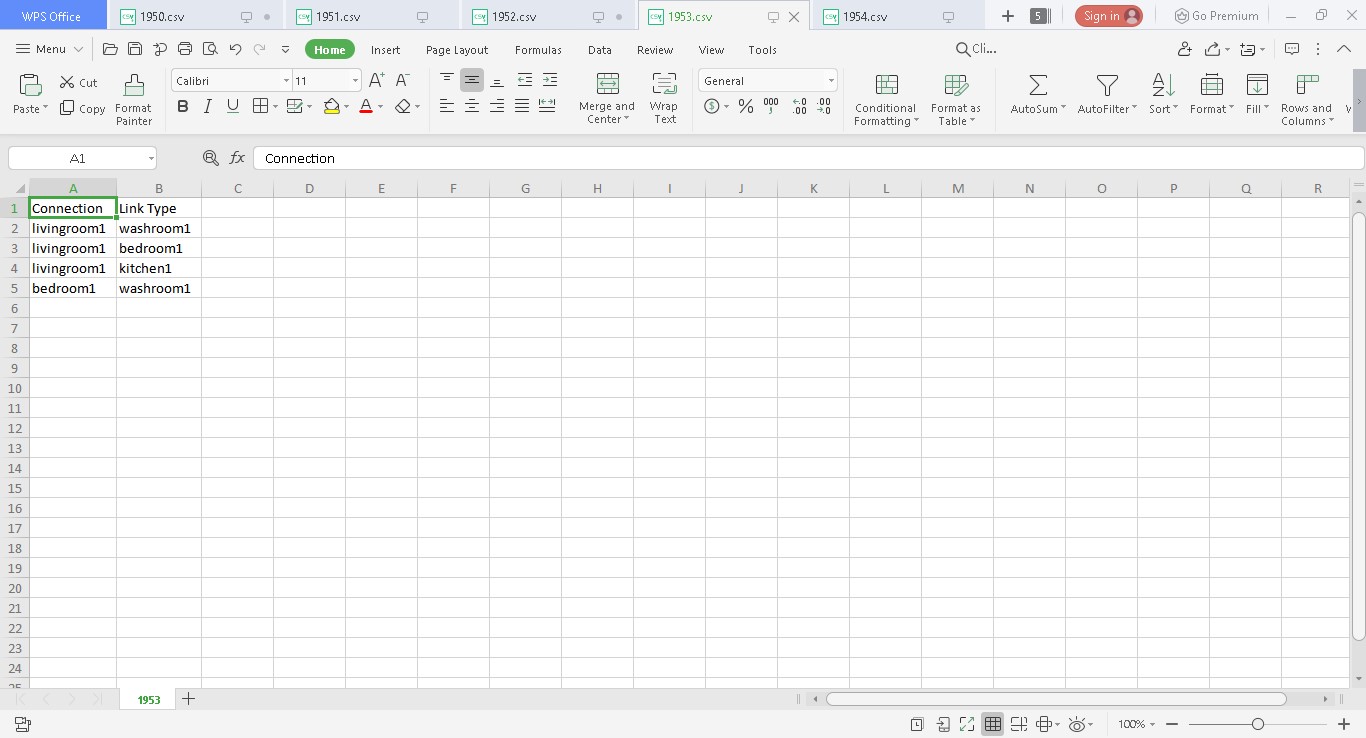 WPS Office 1950.csv 1951.csv 1952.csv 1953.csv 1954.csv 5 Sign in Go Premium
Menu Home Insert Page Layout Formulas Data Review View Tools Cli...
Cut Calibri 11 General
Paste Copy Format Painter Merge and Center Wrap Text Conditional Formatting Format as Table AutoSum AutoFilter Sort Format Fill Rows and Columns
A1 fx Connection
A B C D E F G H I J K L M N O P Q R
1 Connection Link Type
2 livingroom1 washroom1
3 livingroom1 bedroom1
4 livingroom1 kitchen1
5 bedroom1 washroom1
6
7
8
9
10
11
12
13
14
15
16
17
18
19
20
21
22
23
24
25
1953
100%